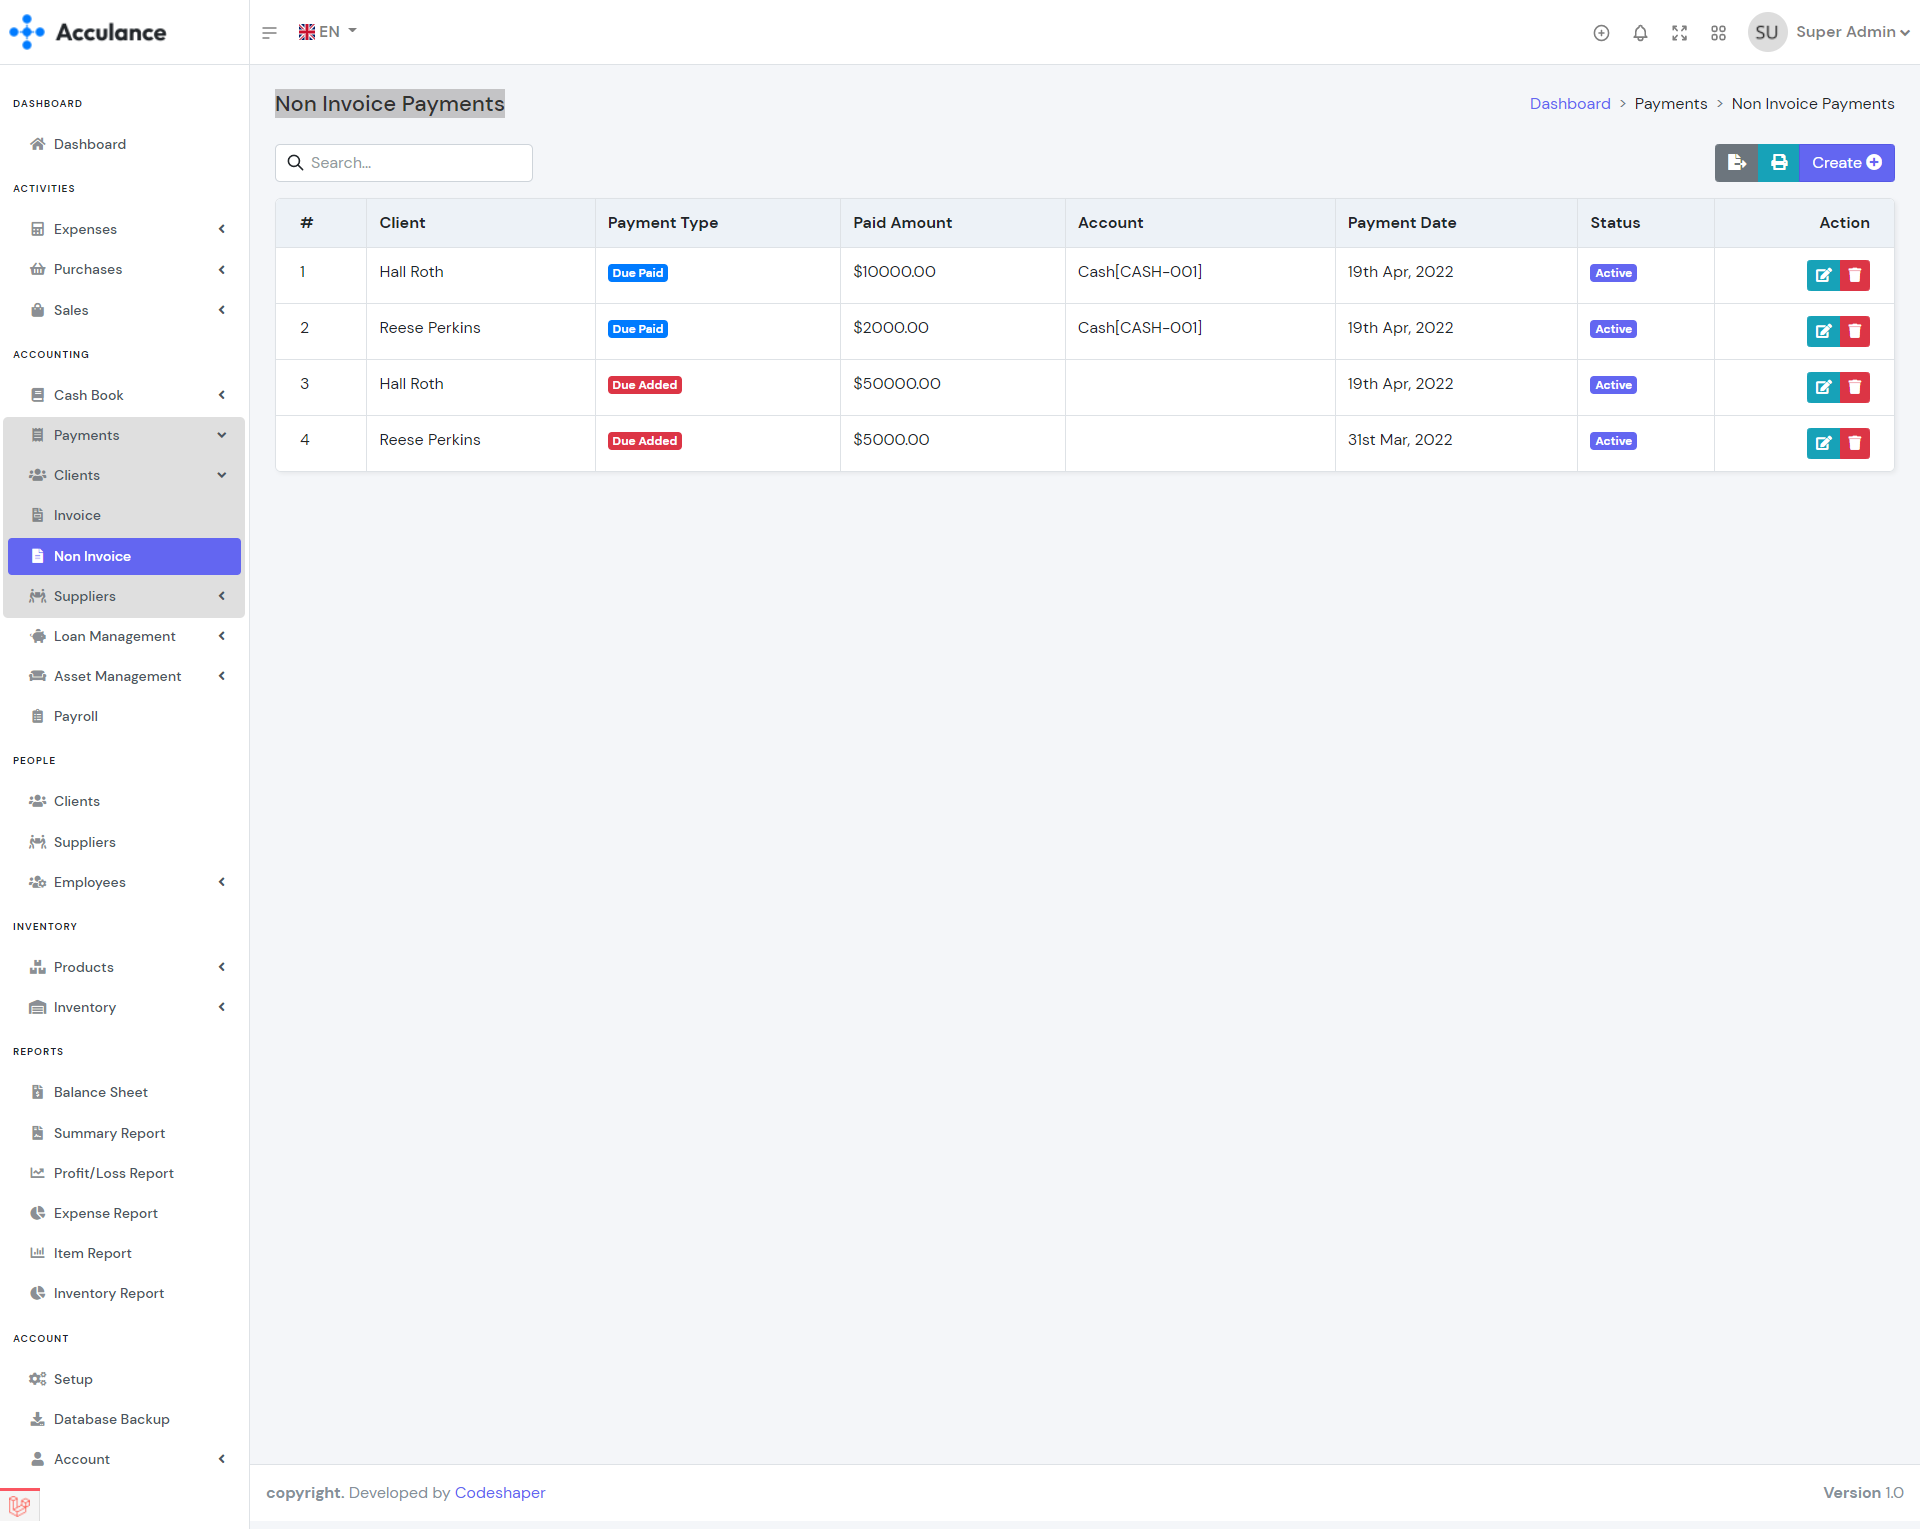 Acculance
EN
SU Super Admin
DASHBOARD
Dashboard
ACTIVITIES
Expenses
Purchases
Sales
ACCOUNTING
Cash Book
Payments
Clients
Invoice
Non Invoice
Suppliers
Loan Management
Asset Management
Payroll
PEOPLE
Clients
Suppliers
Employees
INVENTORY
Products
Inventory
REPORTS
Balance Sheet
Summary Report
Profit/Loss Report
Expense Report
Item Report
Inventory Report
ACCOUNT
Setup
Database Backup
Account
Non Invoice Payments
Dashboard > Payments > Non Invoice Payments
Search...
Create
# Client Payment Type Paid Amount Account Payment Date Status Action
1 Hall Roth Due Paid $10000.00 Cash[CASH-001] 19th Apr, 2022 Active
2 Reese Perkins Due Paid $2000.00 Cash[CASH-001] 19th Apr, 2022 Active
3 Hall Roth Due Added $50000.00 19th Apr, 2022 Active
4 Reese Perkins Due Added $5000.00 31st Mar, 2022 Active
copyright. Developed by Codeshaper
Version 1.0